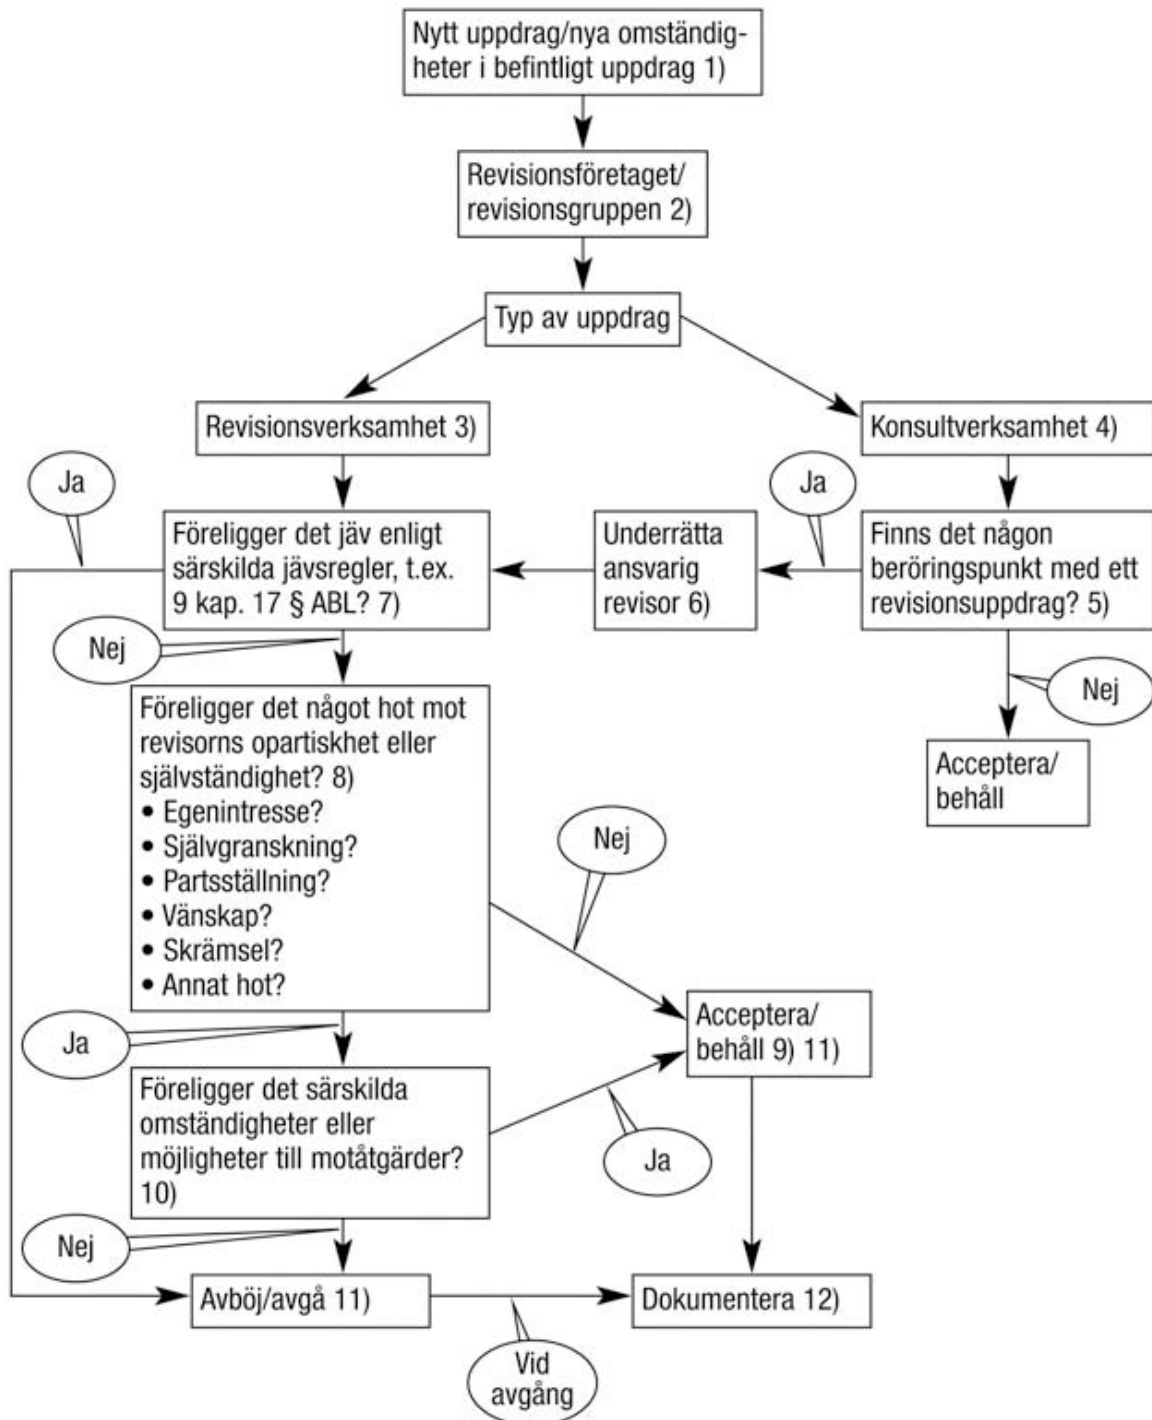 Nytt uppdrag/nya omständig-
heter i befintligt uppdrag 1)
Revisionsföretaget/
revisionsgruppen 2)
Typ av uppdrag
Revisionsverksamhet 3)
Konsultverksamhet 4)
Ja
Ja
Föreligger det jäv enligt
särskilda jävsregler, t.ex.
9 kap. 17 § ABL? 7)
Underrätta
ansvarig
revisor 6)
Finns det någon
beröringspunkt med ett
revisionsuppdrag? 5)
Nej
Nej
Föreligger det något hot mot
revisorns opartiskhet eller
självständighet? 8)
• Egenintresse?
• Självgranskning?
• Partsställning?
• Vänskap?
• Skrämsel?
• Annat hot?
Acceptera/
behåll
Nej
Ja
Acceptera/
behåll 9) 11)
Föreligger det särskilda
omständigheter eller
möjligheter till motåtgärder?
10)
Ja
Nej
Avböj/avgå 11)
Dokumentera 12)
Vid
avgång